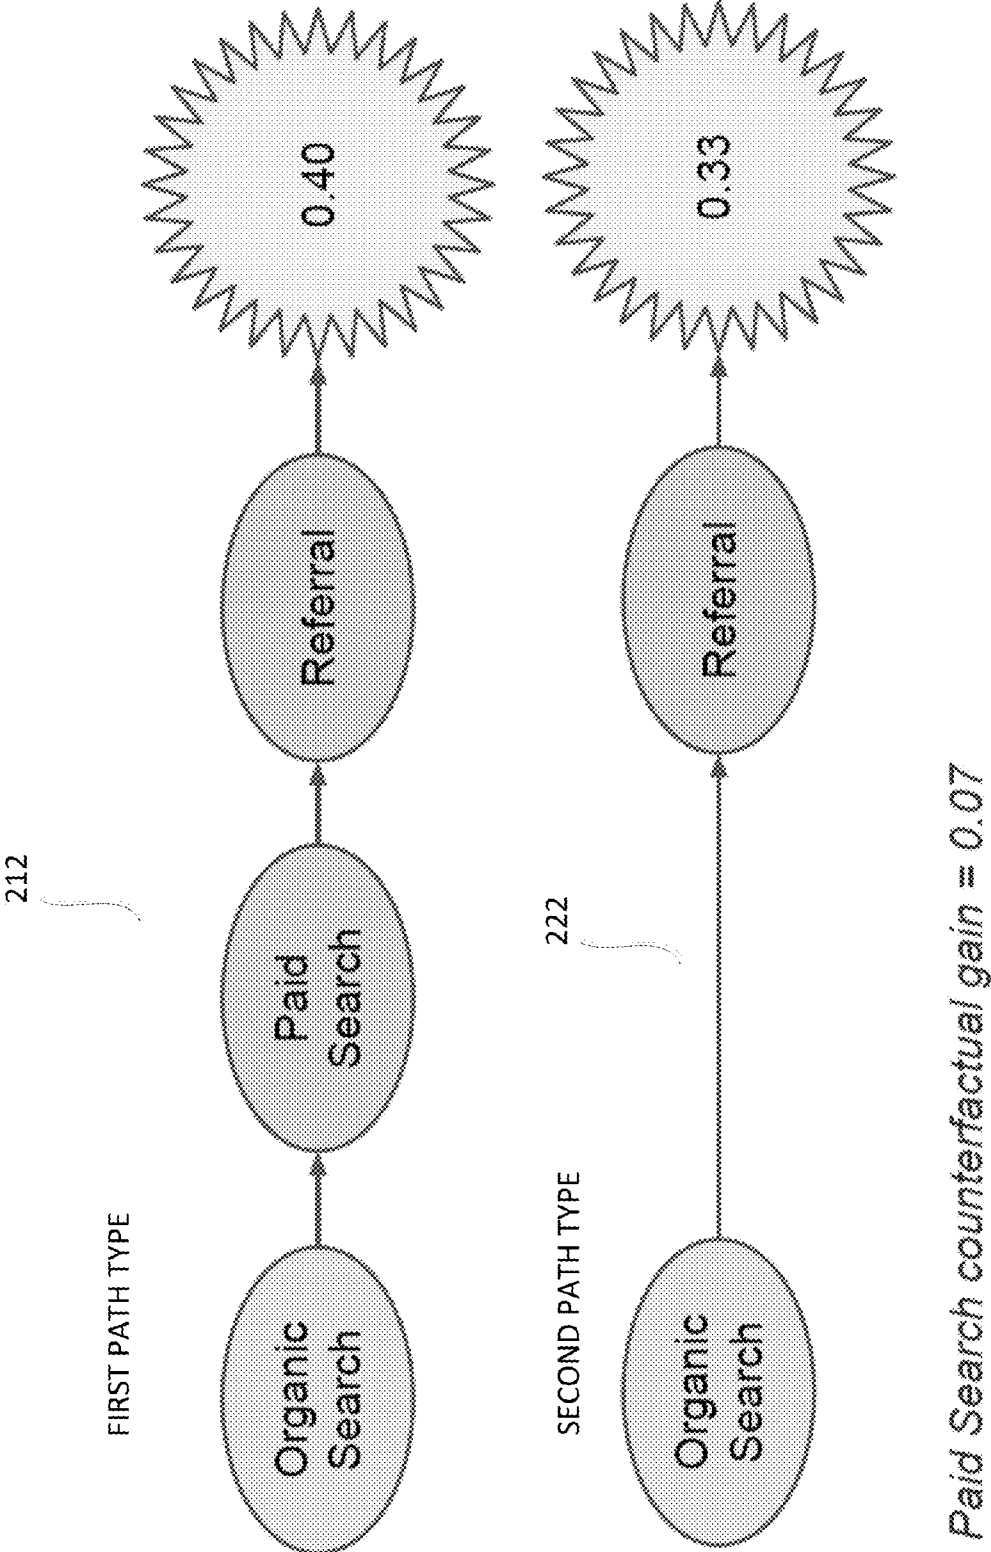 212
FIRST PATH TYPE
Organic
Search
Paid
Search
Referral
0.40
222
SECOND PATH TYPE
Organic
Search
Referral
0.33
Paid Search counterfactual gain = 0.07